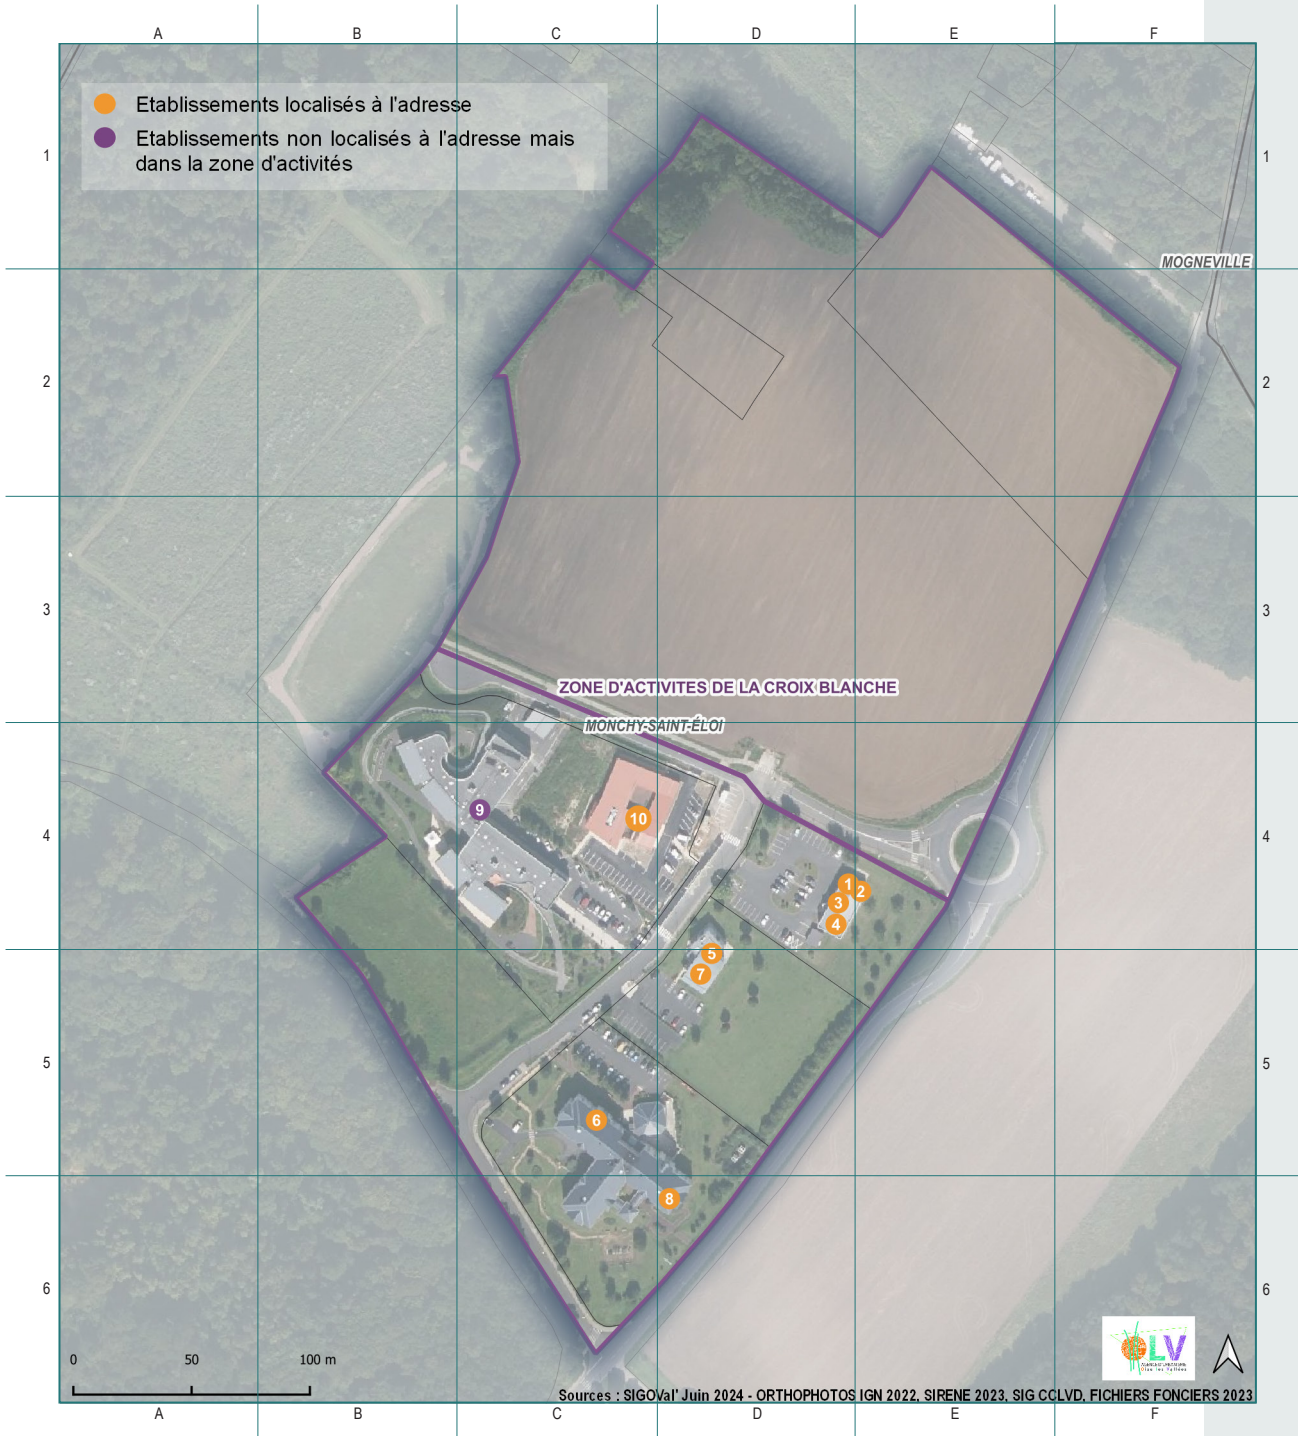 A B C D E F
Etablissements localisés à l'adresse
Etablissements non localisés à l'adresse mais
dans la zone d'activités
1 1
MOGNEVILLE
2 2
3 3
ZONE D'ACTIVITES DE LA CROIX BLANCHE
MONCHY-SAINT-ÉLOI
9
10
4 4
1
2
3
4
5
7
5 5
6
8
6 6
LV
0 50 100 m
Sources : SIGOVal' Juin 2024 - ORTHOPHOTOS IGN 2022, SIRENE 2023, SIG CCLVD, FICHIERS FONCIERS 2023
A B C D E F